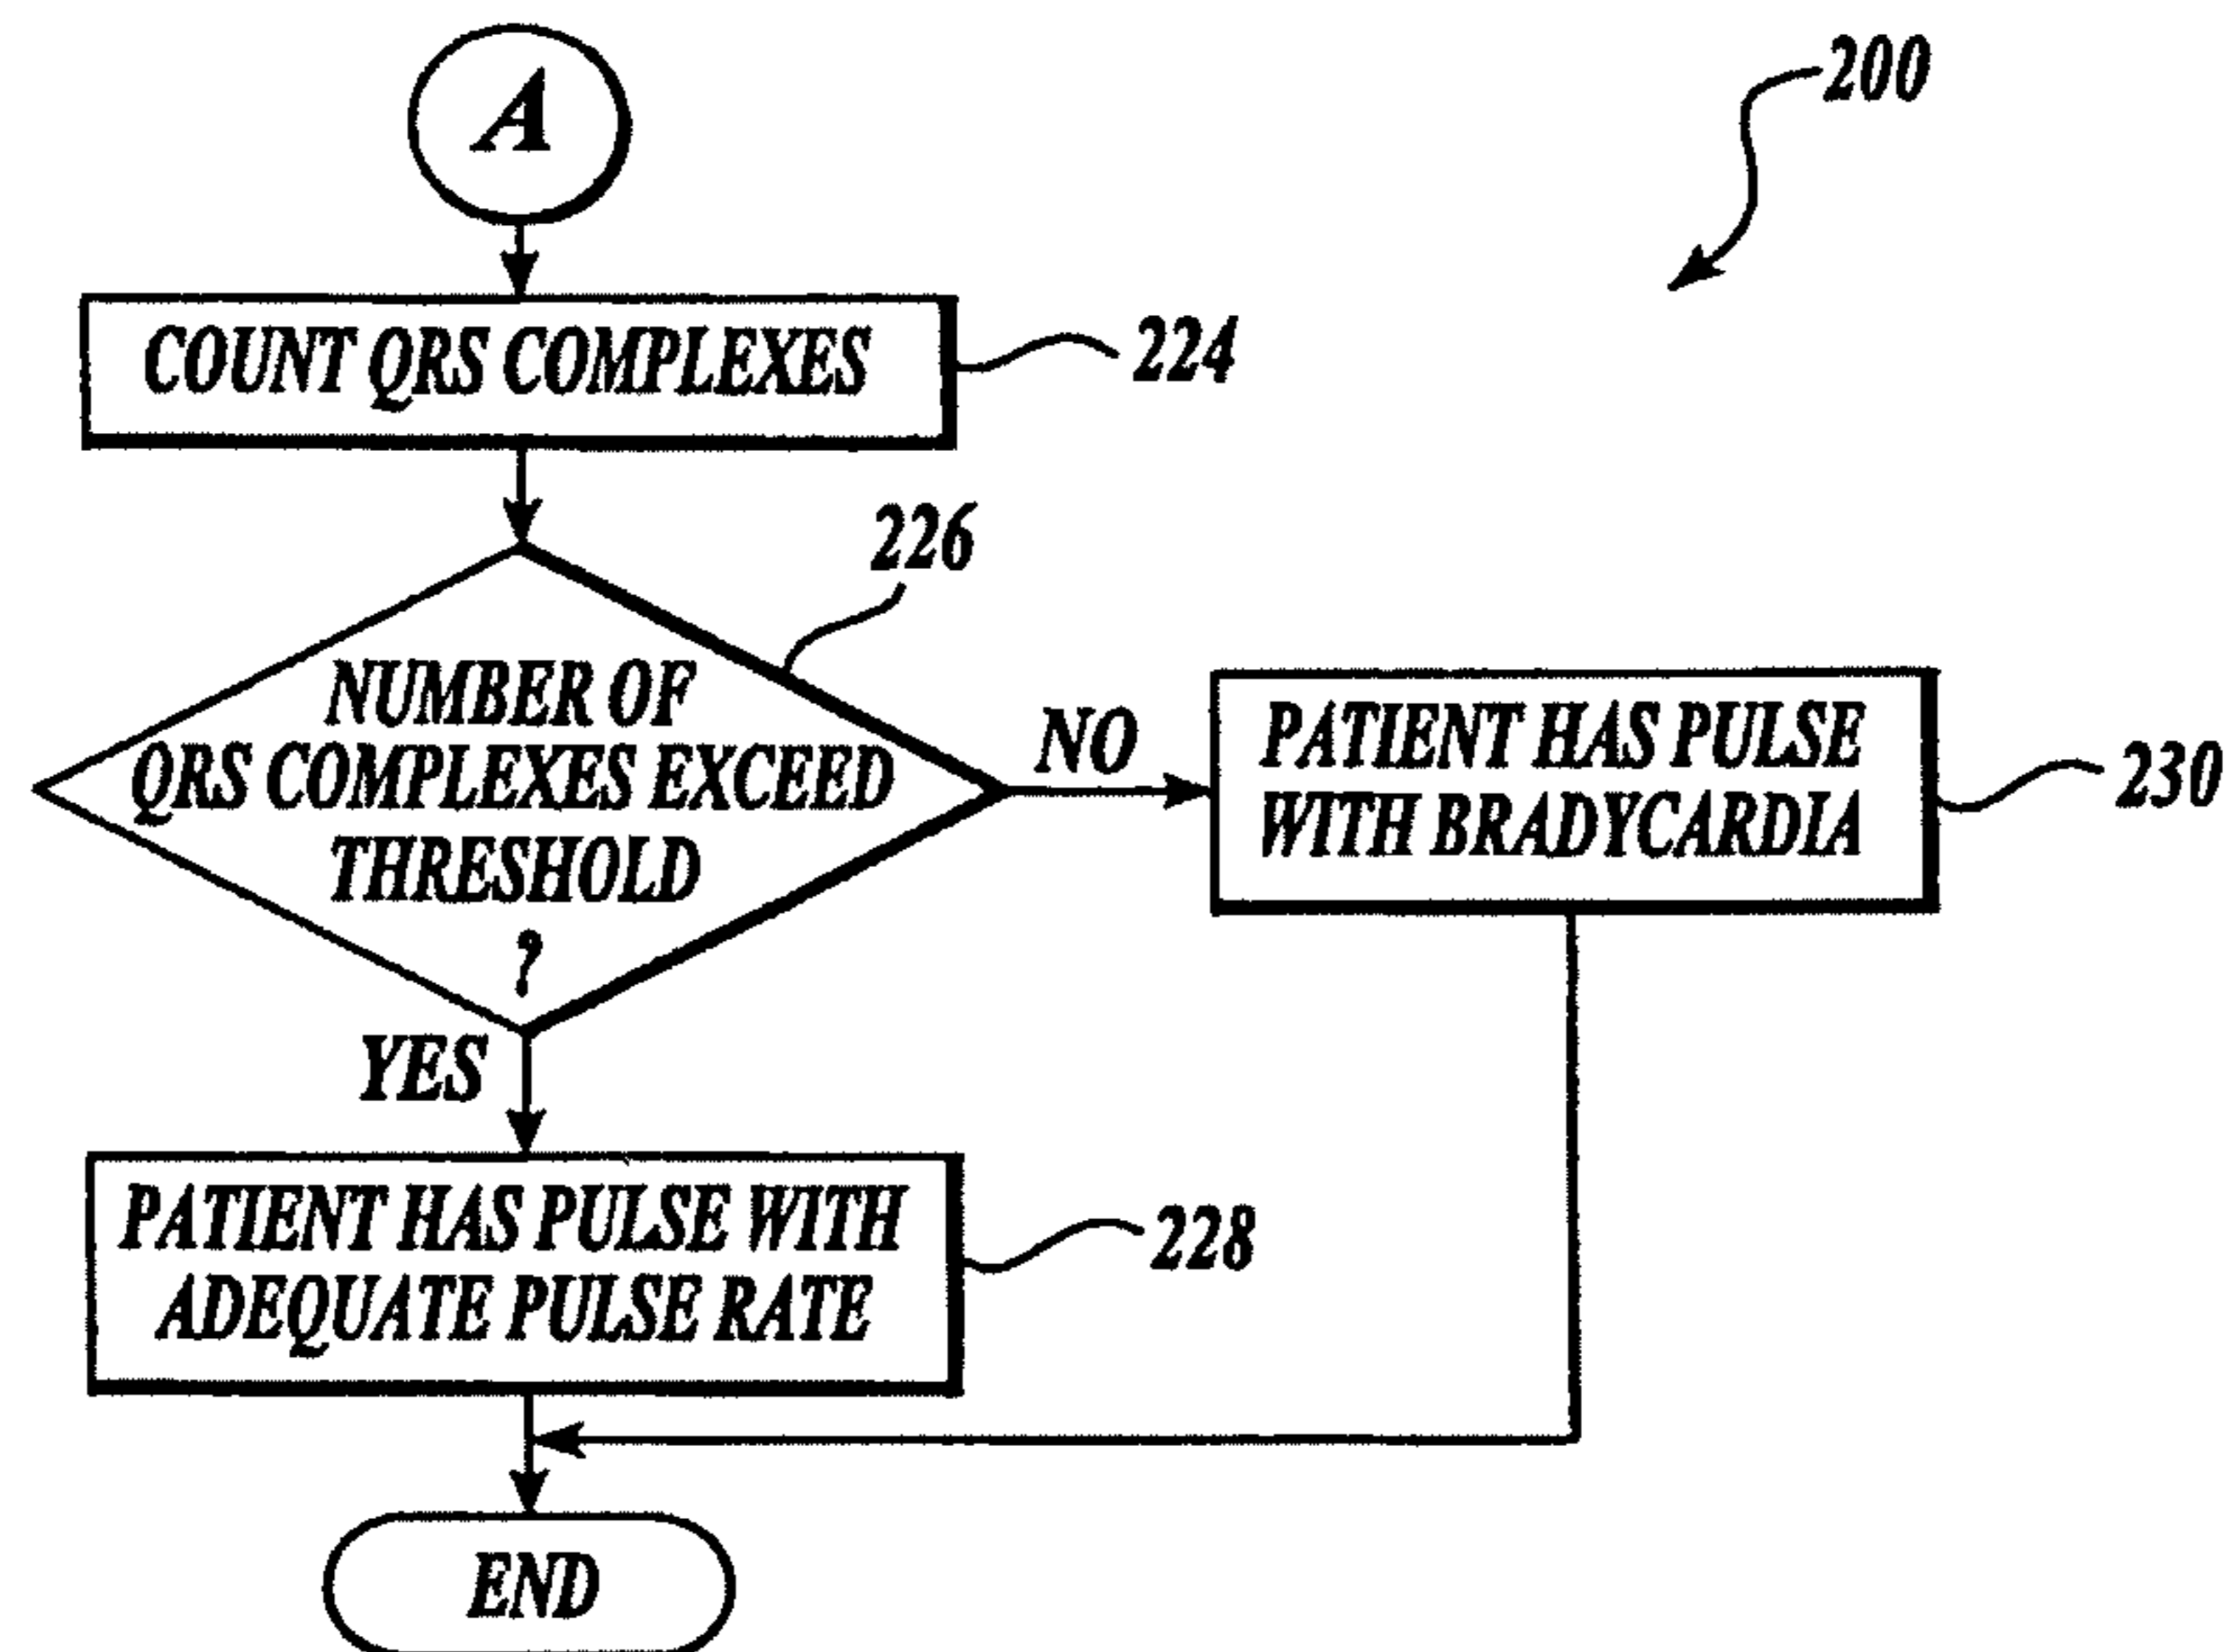 A
200
COUNT QRS COMPLEXES
224
226
NUMBER OF
QRS COMPLEXES EXCEED
THRESHOLD
?
NO
PATIENT HAS PULSE
WITH BRADYCARDIA
230
YES
PATIENT HAS PULSE WITH
ADEQUATE PULSE RATE
228
END